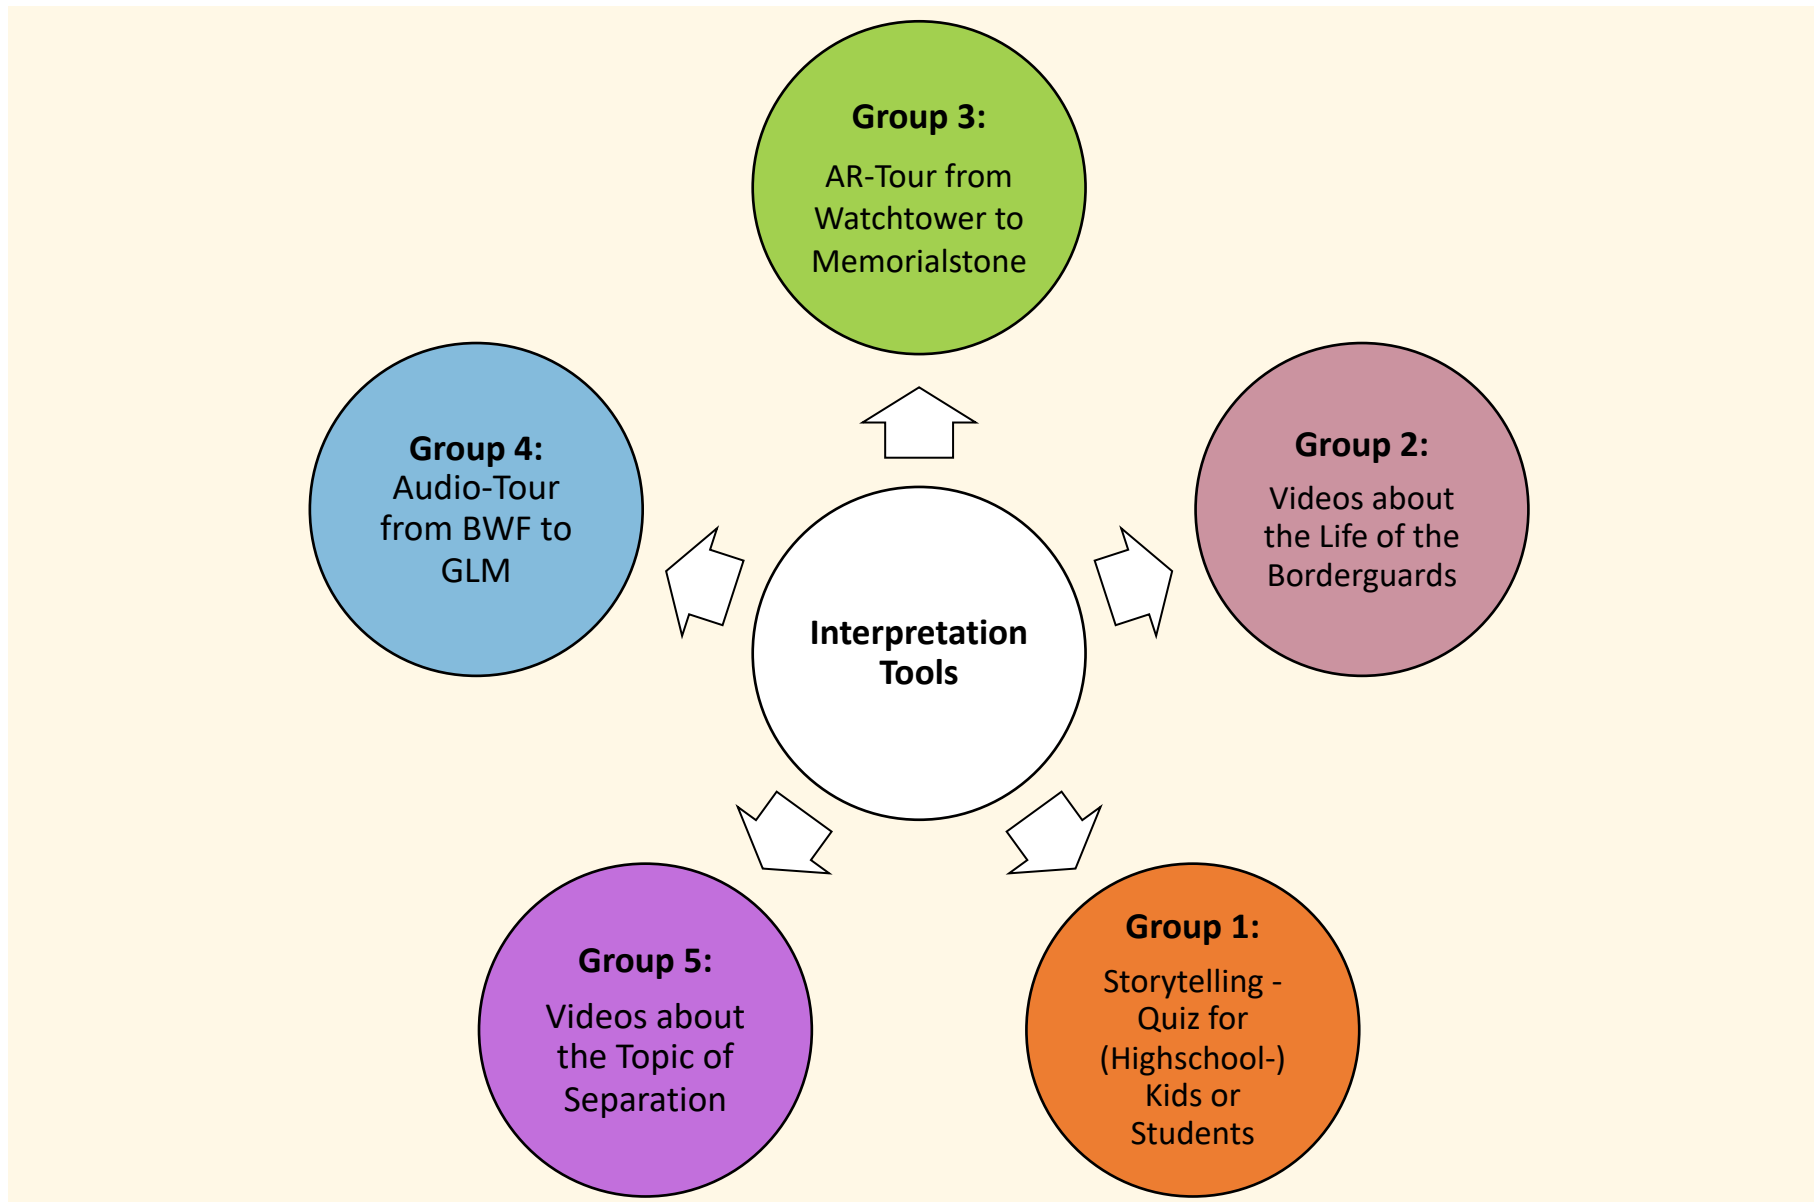 Group 3:
AR-Tour from
Watchtower to
Memorialstone
Group 4:
Audio-Tour
from BWF to
GLM
Group 2:
Videos about
the Life of the
Borderguards
Interpretation
Tools
Group 5:
Videos about
the Topic of
Separation
Group 1:
Storytelling -
Quiz for
(Highschool-)
Kids or
Students